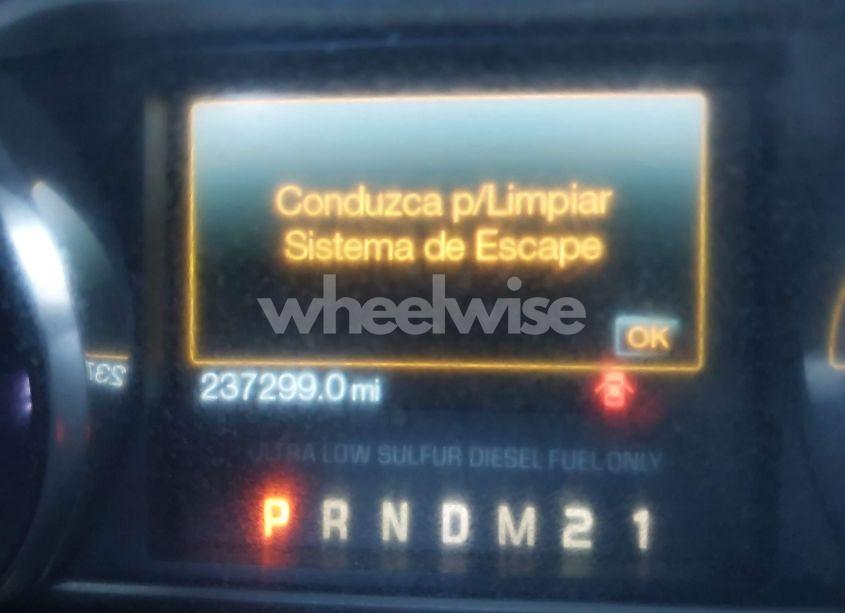 Conduzca p/Limpiar
Sistema de Escape
wheelwise
OK
237299.0 mi
ULTRA LOW SULFUR DIESEL FUEL ONLY
P R N D M 2 1